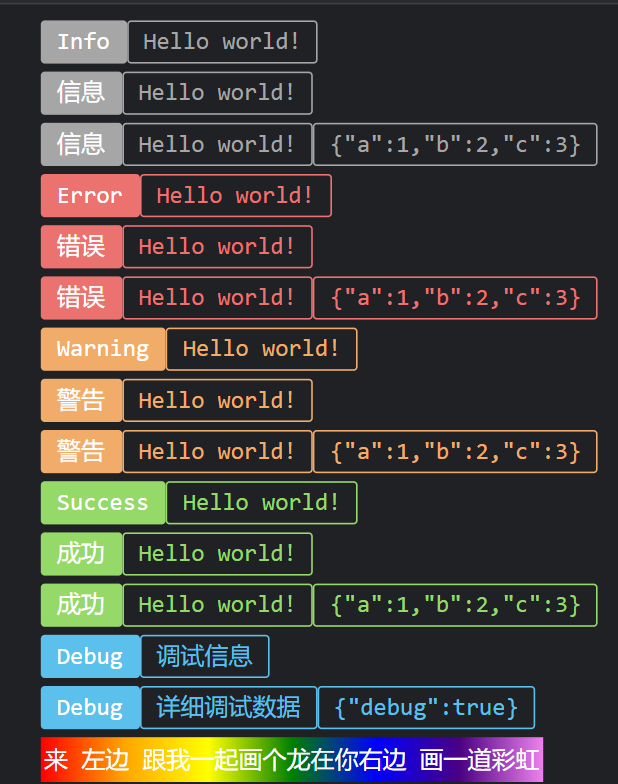 Info Hello world!
信息 Hello world!
信息 Hello world! {"a":1,"b":2,"c":3}
Error Hello world!
错误 Hello world!
错误 Hello world! {"a":1,"b":2,"c":3}
Warning Hello world!
警告 Hello world!
警告 Hello world! {"a":1,"b":2,"c":3}
Success Hello world!
成功 Hello world!
成功 Hello world! {"a":1,"b":2,"c":3}
Debug 调试信息
Debug 详细调试数据 {"debug":true}
来 左边 跟我一起画个龙在你右边 画一道彩虹